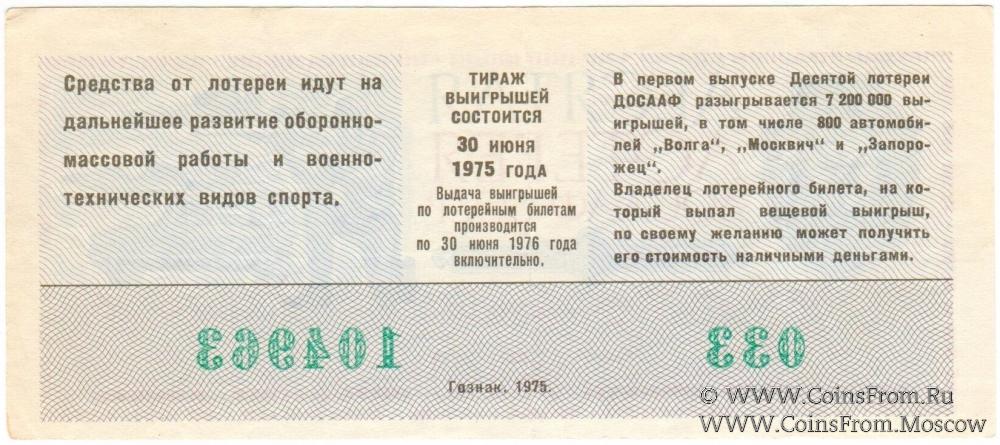 Средства от лотереи идут на
дальнейшее развитие оборонно-
массовой работы и военно-
технических видов спорта.
ТИРАЖ
ВЫИГРЫШЕЙ
СОСТОИТСЯ
30 ИЮНЯ
1975 ГОДА
Выдача выигрышей
по лотерейным билетам
производится
по 30 июня 1976 года
включительно.
В первом выпуске Десятой лотереи
ДОСААФ разыгрывается 7 200 000 вы-
игрышей, в том числе 800 автомоби-
лей „Волга", „Москвич" и „Запоро-
жец".
Владелец лотерейного билета, на ко-
торый выпал вещевой выигрыш,
по своему желанию может получить
его стоимость наличными деньгами.
104963
033
Гознак. 1975.
© WWW.CoinsFrom.Ru
WWW.CoinsFrom.Moscow